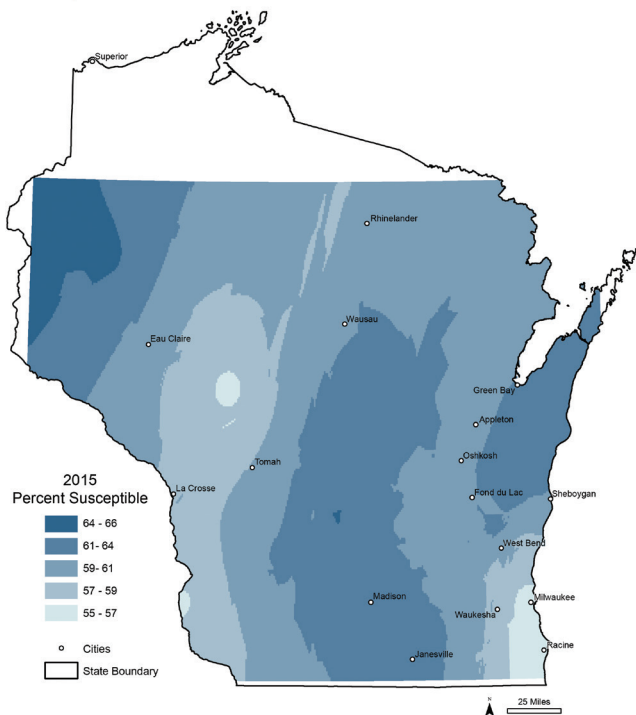 Superior
Rhinelander
Wausau
Eau Claire
Green Bay
Appleton
Oshkosh
Tomah
La Crosse
Fond du Lac
Sheboygan
West Bend
Madison
Milwaukee
Waukesha
Racine
Janesville
2015
Percent Susceptible
64 - 66
61 - 64
59 - 61
57 - 59
55 - 57
Cities
State Boundary
N
25 Miles